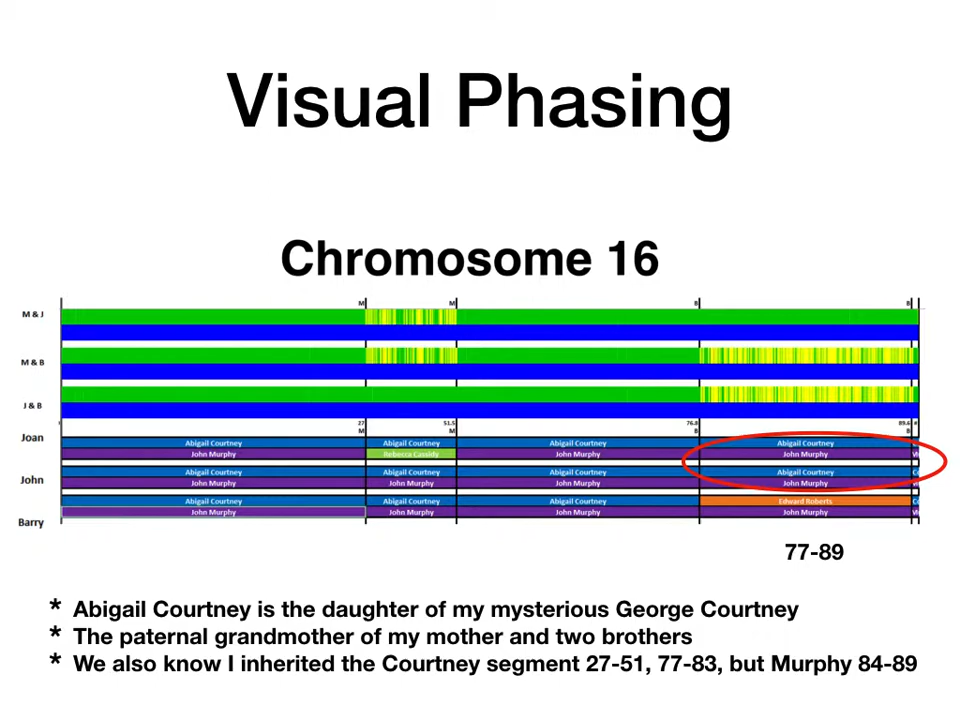 Visual Phasing
Chromosome 16
M M B B
M & J
M & B
J & B
27 51.5 76.8 89.6
M M B B
Joan
Abigail Courtney Abigail Courtney Abigail Courtney Abigail Courtney
John Murphy Rebecca Cassidy John Murphy John Murphy
John
Abigail Courtney Abigail Courtney Abigail Courtney Abigail Courtney
John Murphy John Murphy John Murphy John Murphy
Barry
Abigail Courtney Abigail Courtney Abigail Courtney Edward Roberts
John Murphy John Murphy John Murphy John Murphy
77-89
* Abigail Courtney is the daughter of my mysterious George Courtney
* The paternal grandmother of my mother and two brothers
* We also know I inherited the Courtney segment 27-51, 77-83, but Murphy 84-89